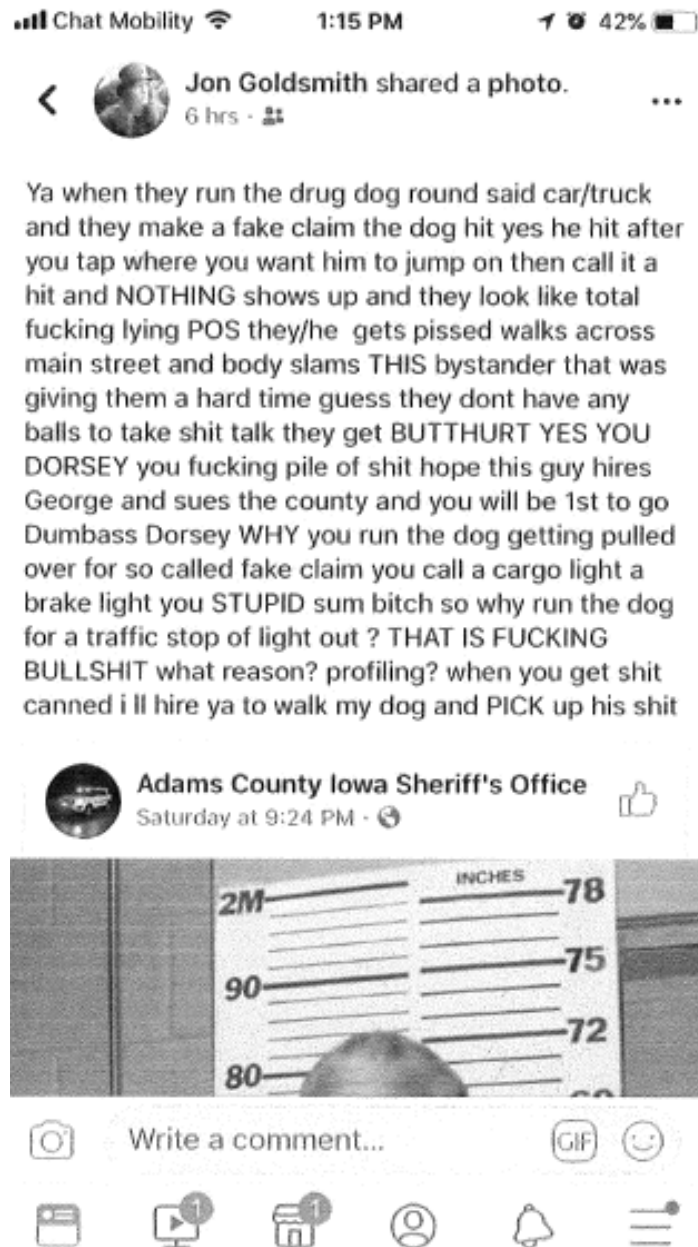 Chat Mobility 1:15 PM 42%
Jon Goldsmith shared a photo.
6 hrs ·
Ya when they run the drug dog round said car/truck
and they make a fake claim the dog hit yes he hit after
you tap where you want him to jump on then call it a
hit and NOTHING shows up and they look like total
fucking lying POS they/he gets pissed walks across
main street and body slams THIS bystander that was
giving them a hard time guess they dont have any
balls to take shit talk they get BUTTHURT YES YOU
DORSEY you fucking pile of shit hope this guy hires
George and sues the county and you will be 1st to go
Dumbass Dorsey WHY you run the dog getting pulled
over for so called fake claim you call a cargo light a
brake light you STUPID sum bitch so why run the dog
for a traffic stop of light out ? THAT IS FUCKING
BULLSHIT what reason? profiling? when you get shit
canned i ll hire ya to walk my dog and PICK up his shit
Adams County Iowa Sheriff's Office
Saturday at 9:24 PM ·
INCHES
2M 78
90 75
80 72
Write a comment... GIF
1 1